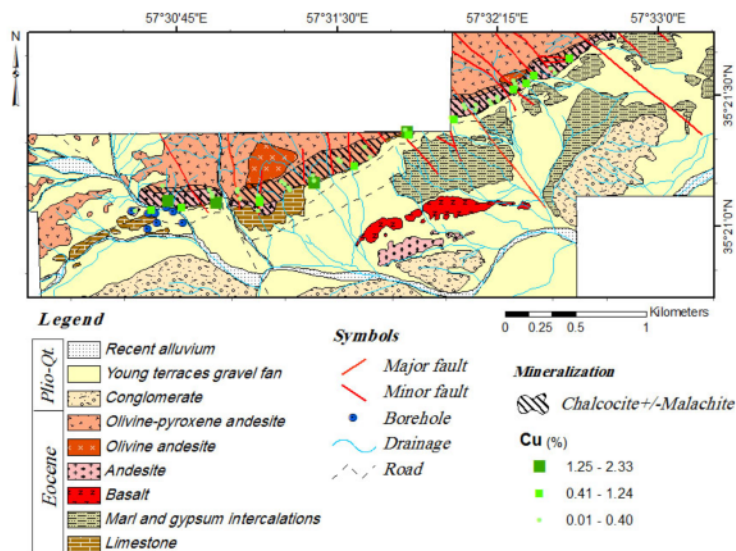 57°30'45"E 57°31'30"E 57°32'15"E 57°33'0"E
N
35°21'30"N
35°21'0"N
Kilometers
0 0.25 0.5 1
Legend
Plio-Qt.
Recent alluvium
Young terraces gravel fan
Conglomerate
Eocene
Olivine-pyroxene andesite
Olivine andesite
Andesite
Basalt
Marl and gypsum intercalations
Limestone
Symbols
Major fault
Minor fault
Borehole
Drainage
Road
Mineralization
Chalcocite+/-Malachite
Cu (%)
1.25 - 2.33
0.41 - 1.24
0.01 - 0.40